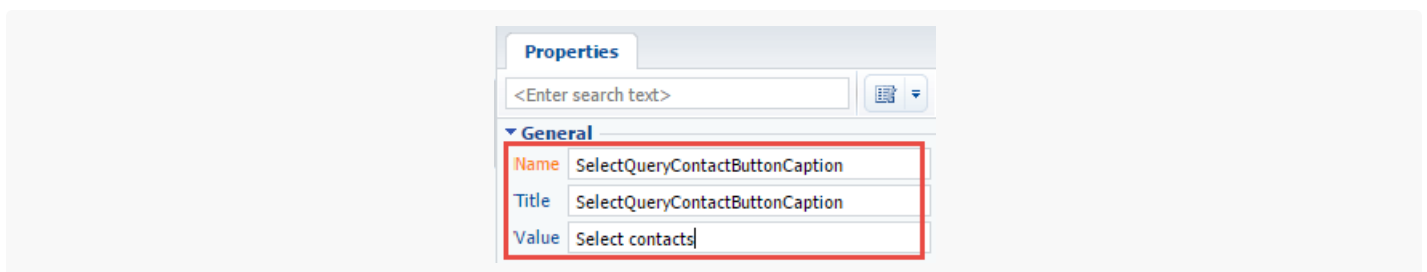 Properties
<Enter search text>
General
Name SelectQueryContactButtonCaption
Title SelectQueryContactButtonCaption
Value Select contacts